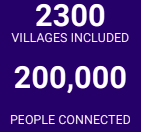 2300
VILLAGES INCLUDED
200,000
PEOPLE CONNECTED